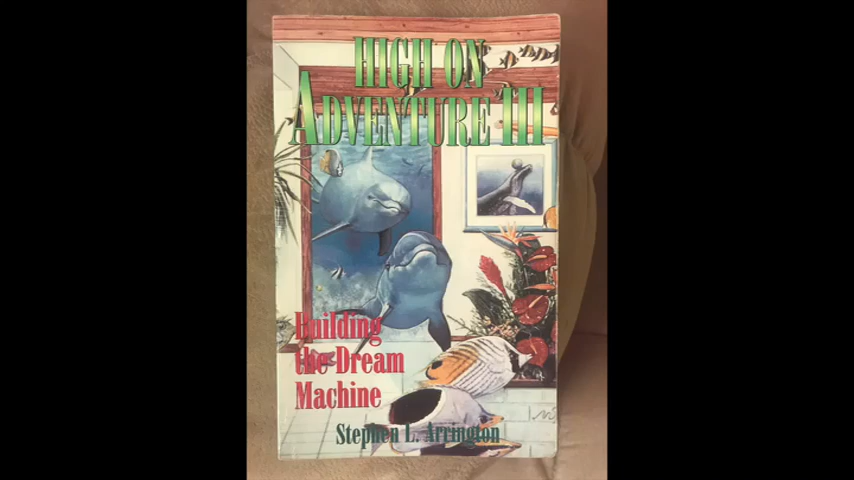 HIGH ON
ADVENTURE III
Building
the Dream
Machine
Stephen L. Arrington